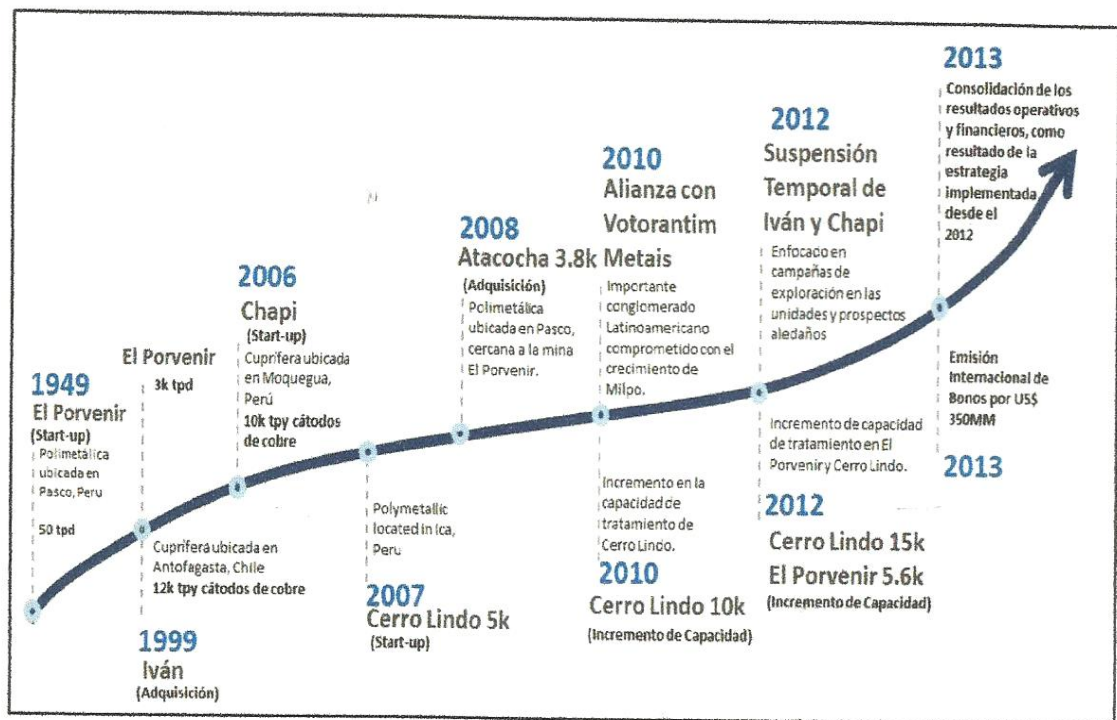 1949
El Porvenir
(Start-up)
Polimetálica
ubicada en
Pasco, Peru
50 tpd
El Porvenir
3k tpd
Cuprífera ubicada en
Antofagasta, Chile
12k tpy cátodos de cobre
1999
Iván
(Adquisición)
2006
Chapi
(Start-up)
Cuprífera ubicada
en Moquegua,
Perú
10k tpy cátodos
de cobre
Polymetallic
located in Ica,
Peru
2007
Cerro Lindo 5k
(Start-up)
2008
Atacocha 3.8k
(Adquisición)
Polimetálica
ubicada en Pasco,
cercana a la mina
El Porvenir.
2010
Alianza con
Votorantim
Metais
Importante
conglomerado
Latinoamericano
comprometido con el
crecimiento de
Milpo.
Incremento en la
capacidad de
tratamiento de
Cerro Lindo.
2010
Cerro Lindo 10k
(Incremento de Capacidad)
2012
Suspensión
Temporal de
Iván y Chapi
Enfocado en
campañas de
exploración en las
unidades y prospectos
aledaños
Incremento de capacidad
de tratamiento en El
Porvenir y Cerro Lindo.
2012
Cerro Lindo 15k
El Porvenir 5.6k
(Incremento de Capacidad)
2013
Consolidación de los
resultados operativos
y financieros, como
resultado de la
estrategia
implementada
desde el
2012
Emisión
Internacional de
Bonos por US$
350MM
2013